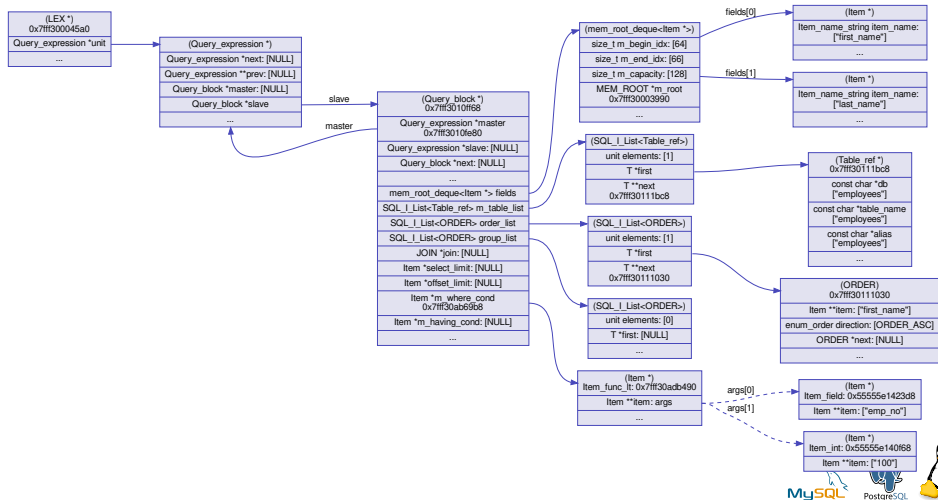 (LEX *)
0x7fff300045a0
Query_expression *unit
...
(Query_expression *)
Query_expression *next: [NULL]
Query_expression **prev: [NULL]
Query_block *master: [NULL]
Query_block *slave
...
slave
master
(Query_block *)
0x7fff3010ff68
Query_expression *master
0x7fff3010fe80
Query_expression *slave: [NULL]
Query_block *next: [NULL]
...
mem_root_deque<Item *> fields
SQL_I_List<Table_ref> m_table_list
SQL_I_List<ORDER> order_list
SQL_I_List<ORDER> group_list
JOIN *join: [NULL]
Item *select_limit: [NULL]
Item *offset_limit: [NULL]
Item *m_where_cond
0x7fff30ab69b8
Item *m_having_cond: [NULL]
...
(mem_root_deque<Item *>)
size_t m_begin_idx: [64]
size_t m_end_idx: [66]
size_t m_capacity: [128]
MEM_ROOT *m_root
0x7fff30003990
...
fields[0]
fields[1]
(Item *)
Item_name_string item_name:
["first_name"]
...
(Item *)
Item_name_string item_name:
["last_name"]
...
(SQL_I_List<Table_ref>)
unit elements: [1]
T *first
T **next
0x7fff30111bc8
(Table_ref *)
0x7fff30111bc8
const char *db
["employees"]
const char *table_name
["employees"]
const char *alias
["employees"]
...
(SQL_I_List<ORDER>)
unit elements: [1]
T *first
T **next
0x7fff30111030
(ORDER)
0x7fff30111030
Item **item: ["first_name"]
enum_order direction: [ORDER_ASC]
ORDER *next: [NULL]
...
(SQL_I_List<ORDER>)
unit elements: [0]
T *first: [NULL]
...
(Item *)
Item_func_lt: 0x7fff30adb490
Item **item: args
...
args[0]
args[1]
(Item *)
Item_field: 0x55555e1423d8
Item **item: ["emp_no"]
(Item *)
Item_int: 0x55555e140f68
Item **item: ["100"]
MySQL
PostgreSQL